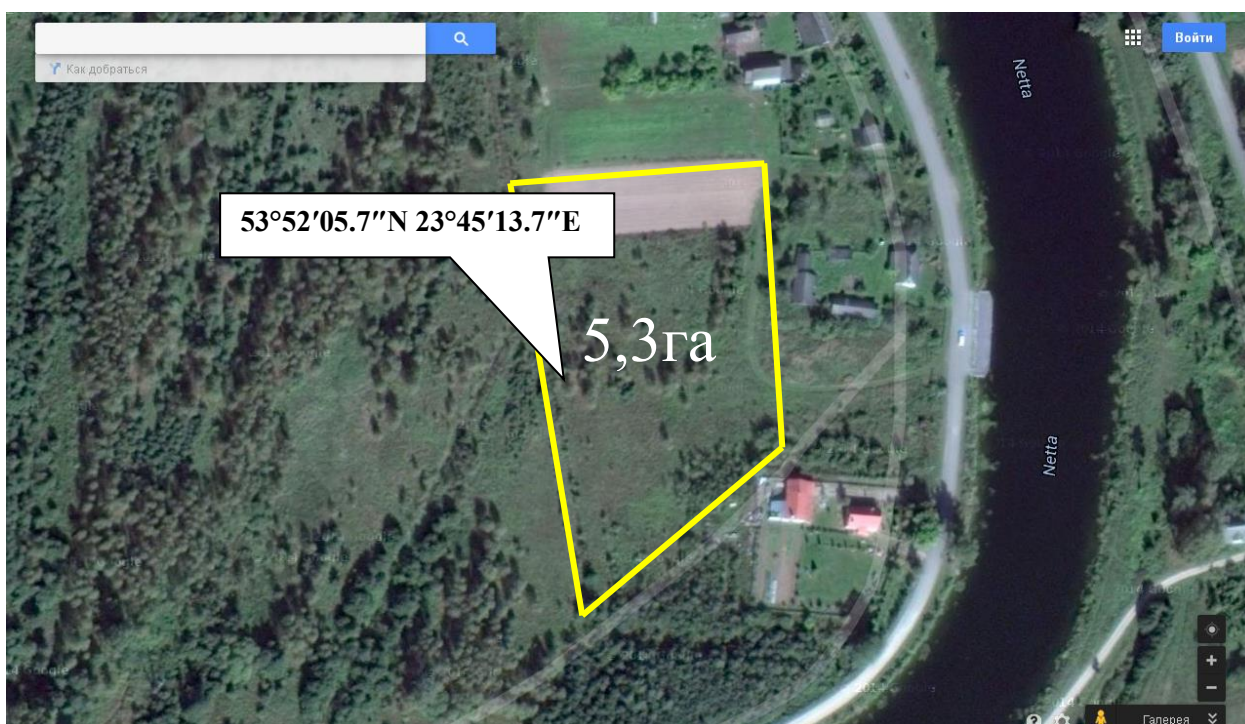 Войти
Как добраться
Netta
53°52′05.7″N 23°45′13.7″E
5,3га
Netta
Галерея